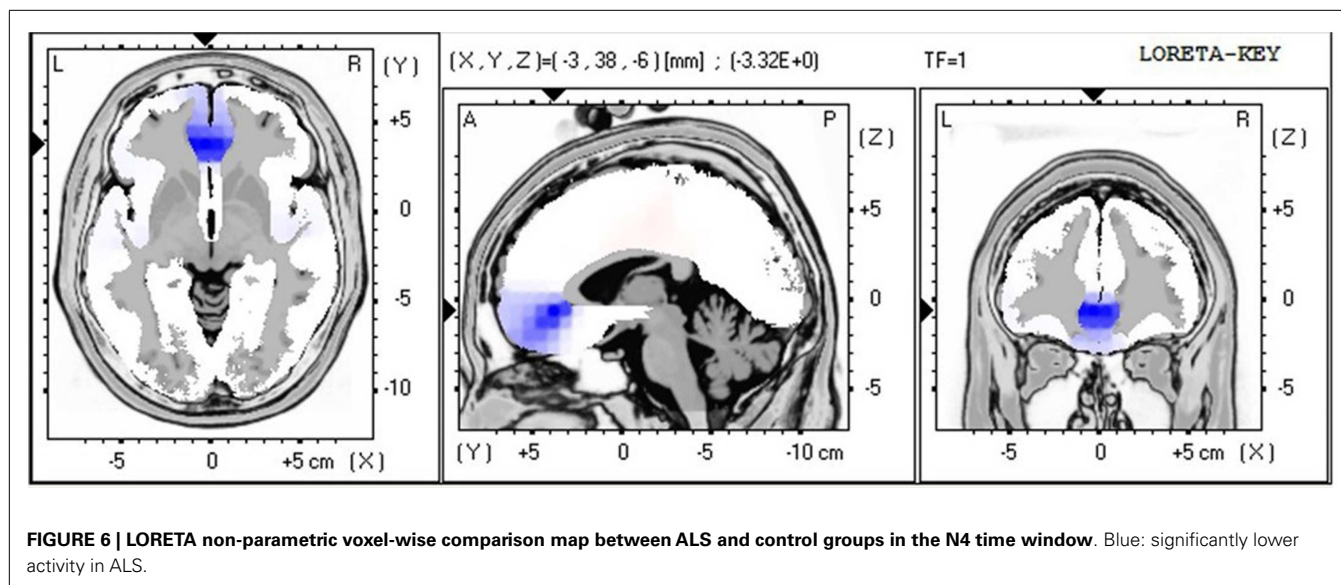 (X,Y,Z)=(-3,38,-6)[mm] ; (-3.32E+0) TF=1 LORETA-KEY
L R (Y)
+5
0
-5
-10
-5 0 +5 cm (X)
A P (Z)
+5
0
-5
(Y) +5 0 -5 -10 cm
L R (Z)
+5
0
-5
-5 0 +5 cm (X)
FIGURE 6 | LORETA non-parametric voxel-wise comparison map between ALS and control groups in the N4 time window. Blue: significantly lower
activity in ALS.